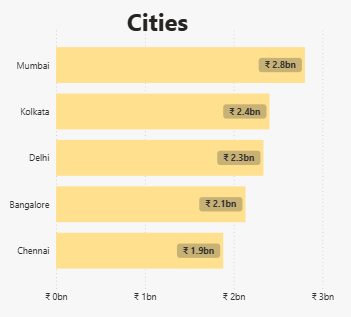 Cities
Mumbai ₹ 2.8bn
Kolkata ₹ 2.4bn
Delhi ₹ 2.3bn
Bangalore ₹ 2.1bn
Chennai ₹ 1.9bn
₹ 0bn ₹ 1bn ₹ 2bn ₹ 3bn